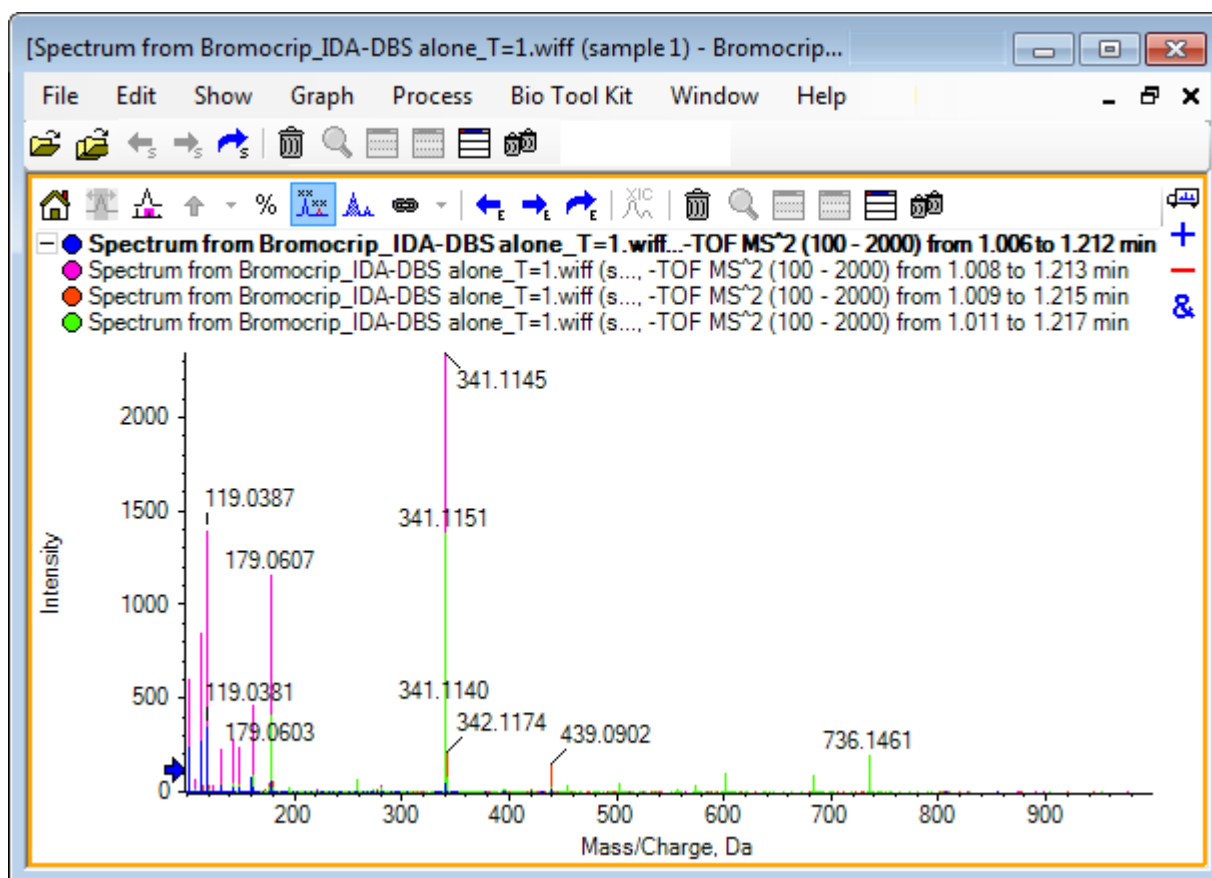 [Spectrum from Bromocrip_IDA-DBS alone_T=1.wiff (sample 1) - Bromocrip...
File Edit Show Graph Process Bio Tool Kit Window Help
S S S
% E E E XIC
Spectrum from Bromocrip_IDA-DBS alone_T=1.wiff...-TOF MS^2 (100 - 2000) from 1.006 to 1.212 min
Spectrum from Bromocrip_IDA-DBS alone_T=1.wiff (s..., -TOF MS^2 (100 - 2000) from 1.008 to 1.213 min
Spectrum from Bromocrip_IDA-DBS alone_T=1.wiff (s..., -TOF MS^2 (100 - 2000) from 1.009 to 1.215 min
Spectrum from Bromocrip_IDA-DBS alone_T=1.wiff (s..., -TOF MS^2 (100 - 2000) from 1.011 to 1.217 min
&
341.1145
2000
119.0387
1500
341.1151
179.0607
Intensity
1000
500
119.0381
341.1140
179.0603
342.1174
439.0902
736.1461
0
200 300 400 500 600 700 800 900
Mass/Charge, Da